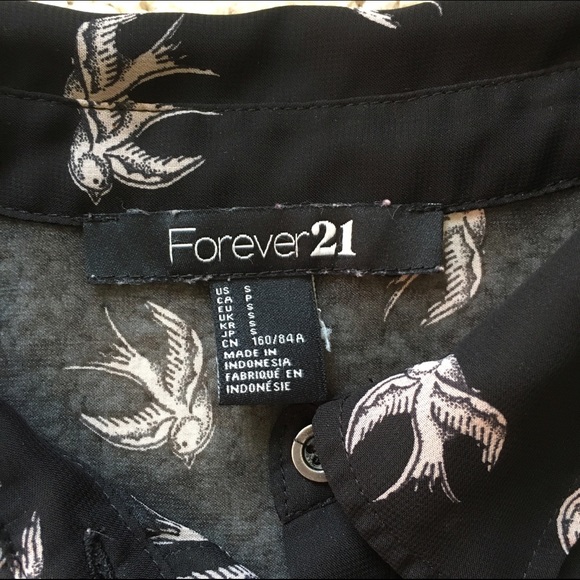 Forever21
US S
CA P
EU S
UK S
KR S
JP S
CN 160/84A
MADE IN
INDONESIA
FABRIQUÉ EN
INDONÉSIE